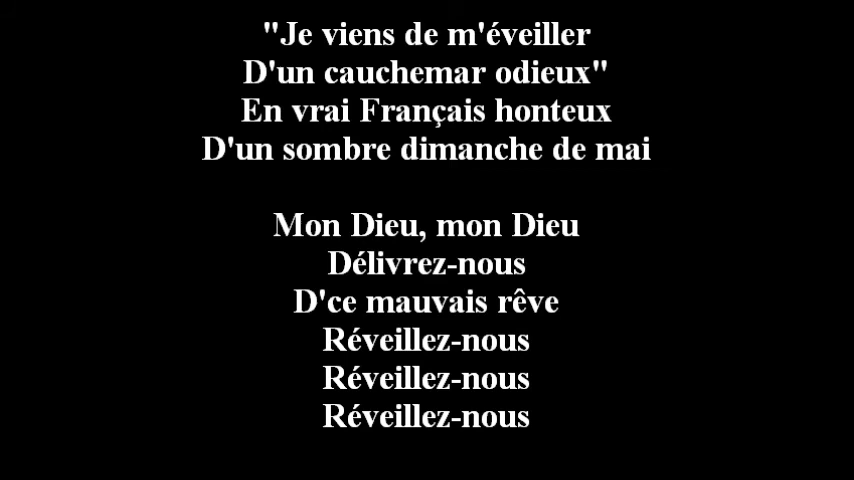 "Je viens de m'éveiller
D'un cauchemar odieux"
En vrai Français honteux
D'un sombre dimanche de mai
Mon Dieu, mon Dieu
Délivrez-nous
D'ce mauvais rêve
Réveillez-nous
Réveillez-nous
Réveillez-nous